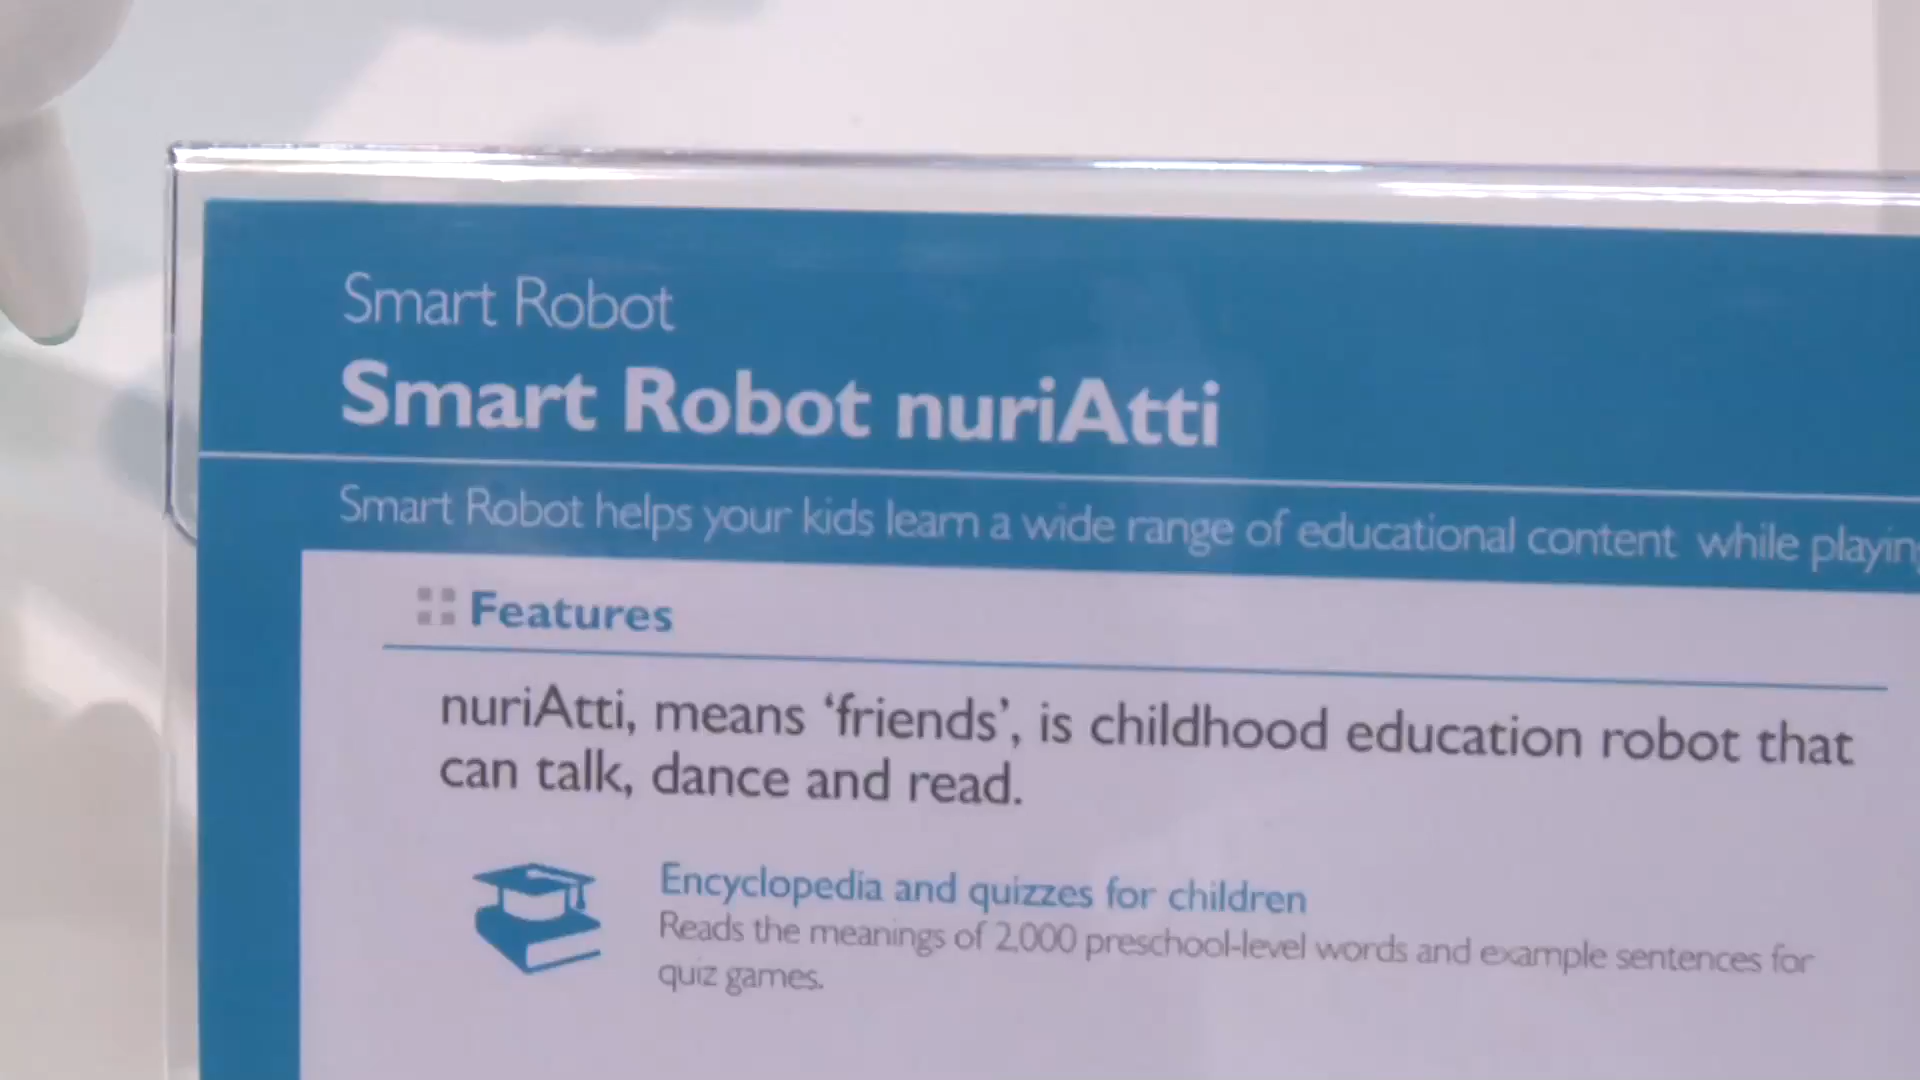 Smart Robot
Smart Robot nuriAtti
Smart Robot helps your kids learn a wide range of educational content while playing
Features
nuriAtti, means ‘friends’, is childhood education robot that
can talk, dance and read.
Encyclopedia and quizzes for children
Reads the meanings of 2,000 preschool-level words and example sentences for
quiz games.